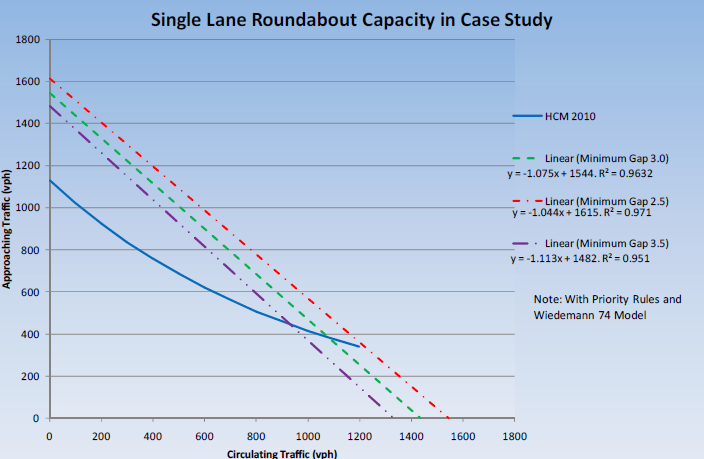 Single Lane Roundabout Capacity in Case Study
1800
1600
1400
1200
1000
800
600
400
200
0
0 200 400 600 800 1000 1200 1400 1600 1800
Approaching Traffic (vph)
Circulating Traffic (vph)
HCM 2010
Linear (Minimum Gap 3.0)
y = -1.075x + 1544. R² = 0.9632
Linear (Minimum Gap 2.5)
y = -1.044x + 1615. R² = 0.971
Linear (Minimum Gap 3.5)
y = -1.113x + 1482. R² = 0.951
Note: With Priority Rules and
Wiedemann 74 Model